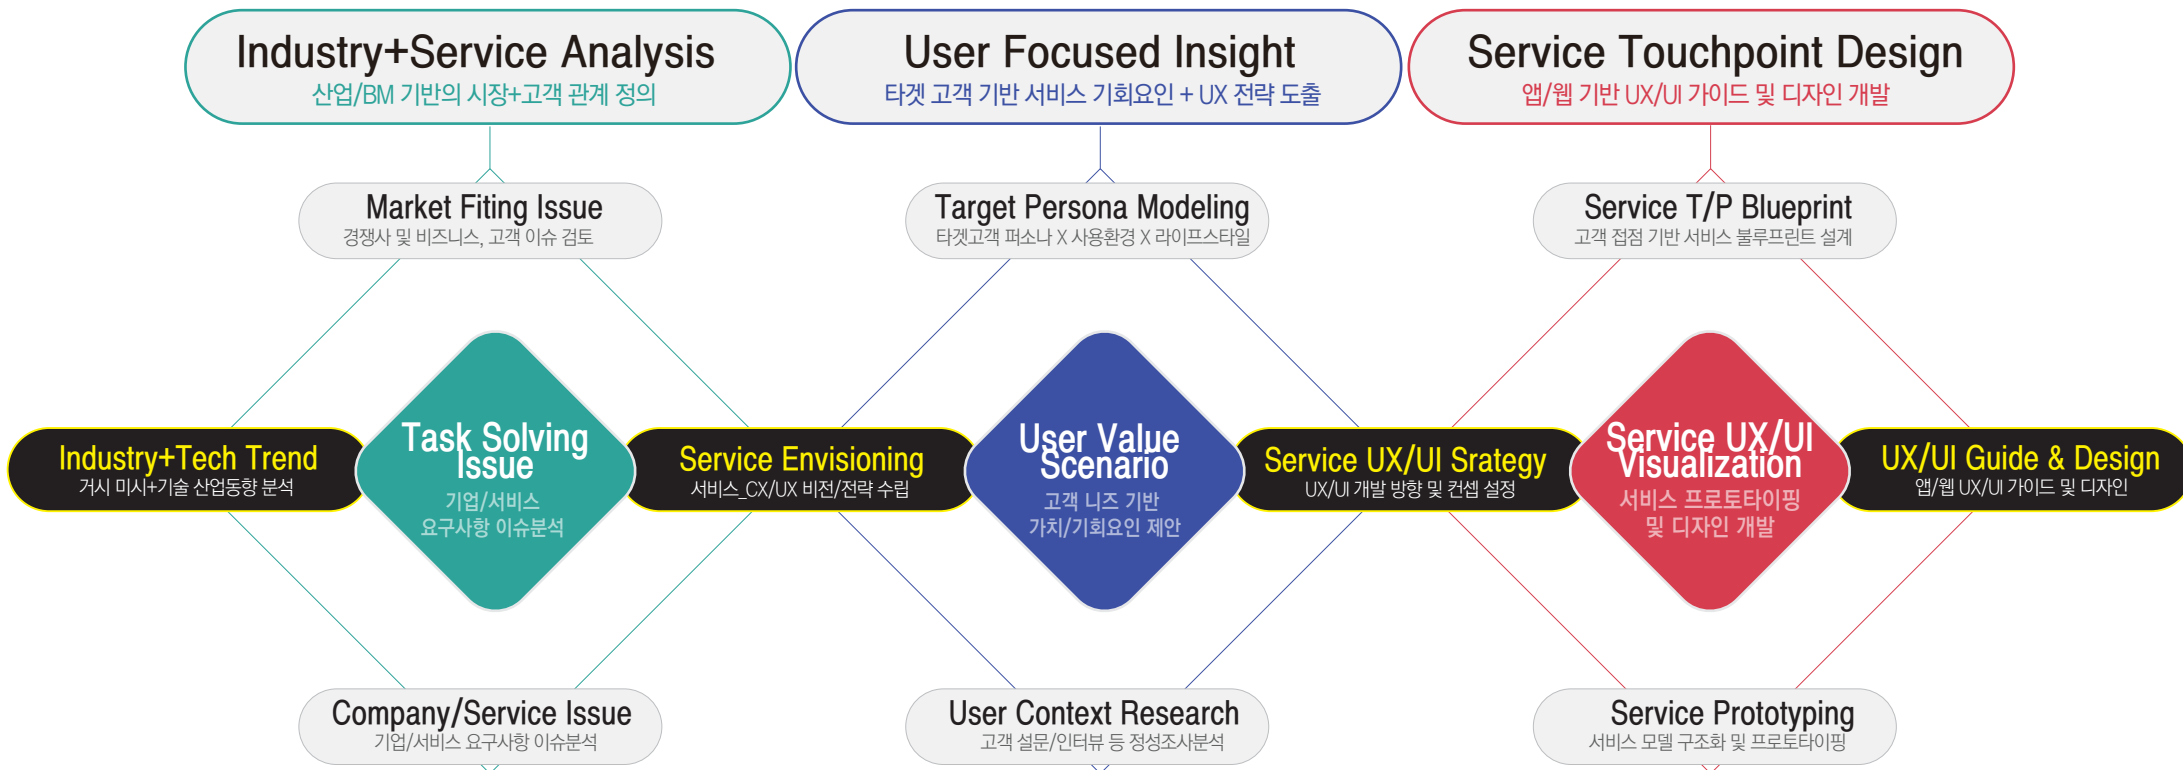 Industry+Service Analysis
산업/BM 기반의 시장+고객 관계 정의
User Focused Insight
타겟 고객 기반 서비스 기회요인 + UX 전략 도출
Service Touchpoint Design
앱/웹 기반 UX/UI 가이드 및 디자인 개발
Market Fiting Issue
경쟁사 및 비즈니스, 고객 이슈 검토
Target Persona Modeling
타겟고객 퍼소나 X 사용환경 X 라이프스타일
Service T/P Blueprint
고객 접점 기반 서비스 불루프린트 설계
Industry+Tech Trend
거시 미시+기술 산업동향 분석
Task Solving
Issue
기업/서비스
요구사항 이슈분석
Service Envisioning
서비스_CX/UX 비전/전략 수립
User Value
Scenario
고객 니즈 기반
가치/기회요인 제안
Service UX/UI Srategy
UX/UI 개발 방향 및 컨셉 설정
Service UX/UI
Visualization
서비스 프로토타이핑
및 디자인 개발
UX/UI Guide & Design
앱/웹 UX/UI 가이드 및 디자인
Company/Service Issue
기업/서비스 요구사항 이슈분석
User Context Research
고객 설문/인터뷰 등 정성조사분석
Service Prototyping
서비스 모델 구조화 및 프로토타이핑